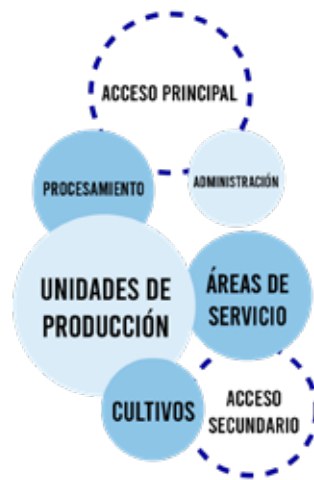 ACCESO PRINCIPAL
PROCESAMIENTO
ADMINISTRACIÓN
UNIDADES DE
PRODUCCIÓN
ÁREAS DE
SERVICIO
CULTIVOS
ACCESO
SECUNDARIO